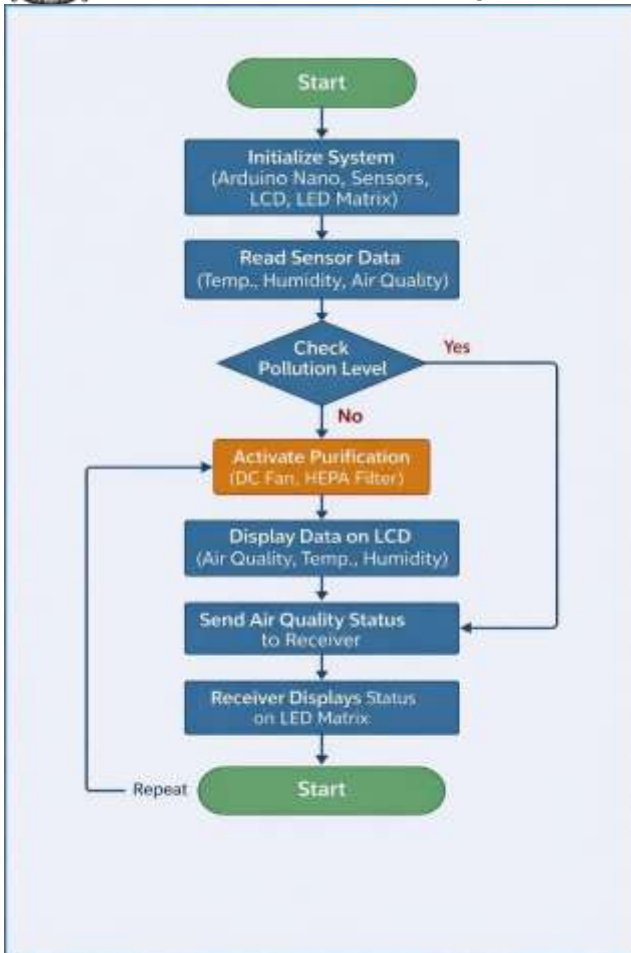 Start
Initialize System
(Arduino Nano, Sensors,
LCD, LED Matrix)
Read Sensor Data
(Temp., Humidity, Air Quality)
Check
Pollution Level
Yes
No
Activate Purification
(DC Fan, HEPA Filter)
Display Data on LCD
(Air Quality, Temp., Humidity)
Send Air Quality Status
to Receiver
Receiver Displays Status
on LED Matrix
Repeat
Start